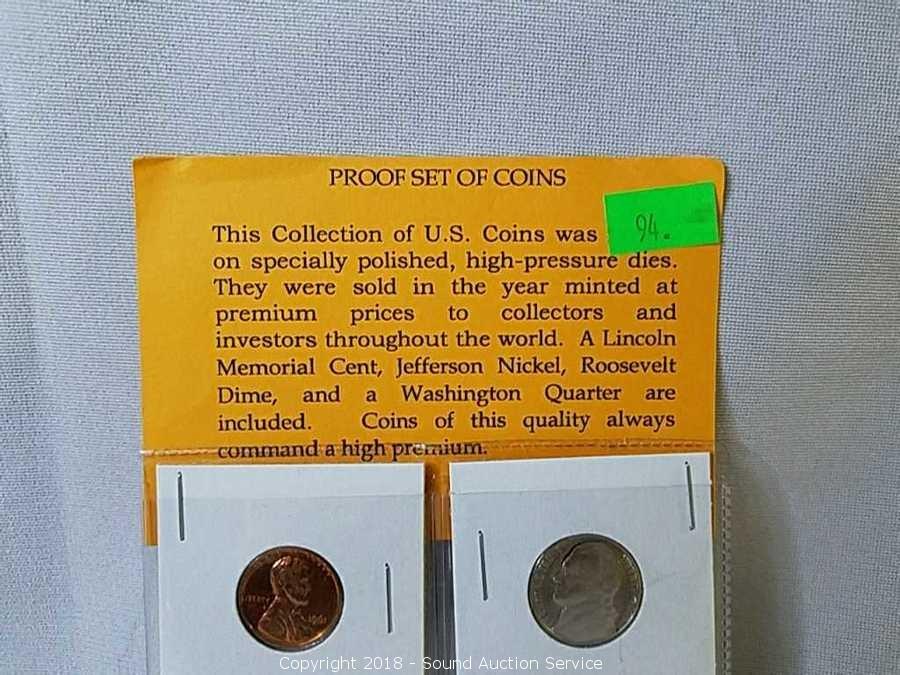 PROOF SET OF COINS
94.
This Collection of U.S. Coins was
on specially polished, high-pressure dies.
They were sold in the year minted at
premium prices to collectors and
investors throughout the world. A Lincoln
Memorial Cent, Jefferson Nickel, Roosevelt
Dime, and a Washington Quarter are
included. Coins of this quality always
command a high premium.
LIBERTY
Copyright 2018 - Sound Auction Service